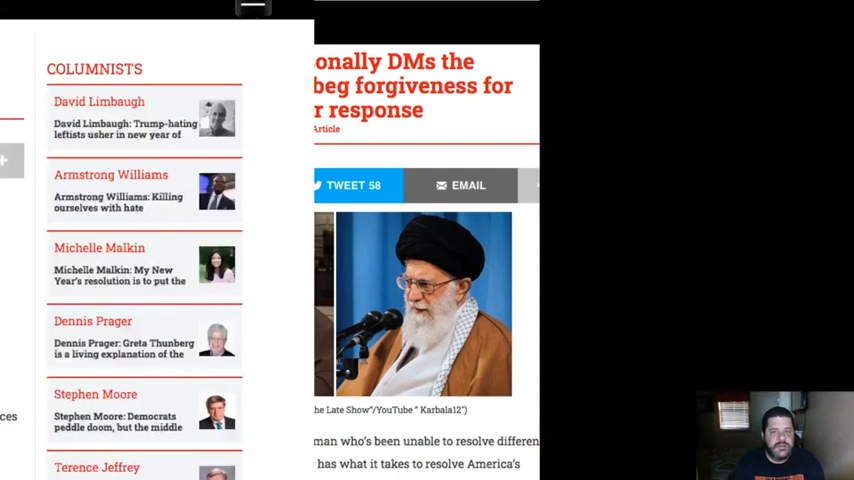 COLUMNISTS
David Limbaugh
David Limbaugh: Trump-hating
leftists usher in new year of
Armstrong Williams
Armstrong Williams: Killing
ourselves with hate
Michelle Malkin
Michelle Malkin: My New
Year's resolution is to put the
Dennis Prager
Dennis Prager: Greta Thunberg
is a living explanation of the
Stephen Moore
Stephen Moore: Democrats
peddle doom, but the middle
Terence Jeffrey
ces
onally DMs the
beg forgiveness for
r response
Article
TWEET 58
EMAIL
he Late Show"/YouTube " Karbala12")
man who's been unable to resolve differen
has what it takes to resolve America's